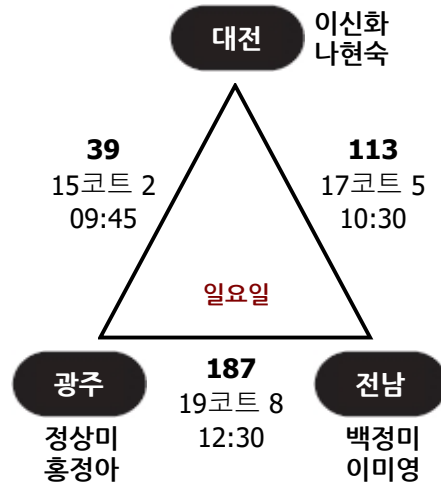 대전
이신화
나현숙
39
15코트 2
09:45
113
17코트 5
10:30
일요일
광주
정상미
홍정아
187
19코트 8
12:30
전남
백정미
이미영